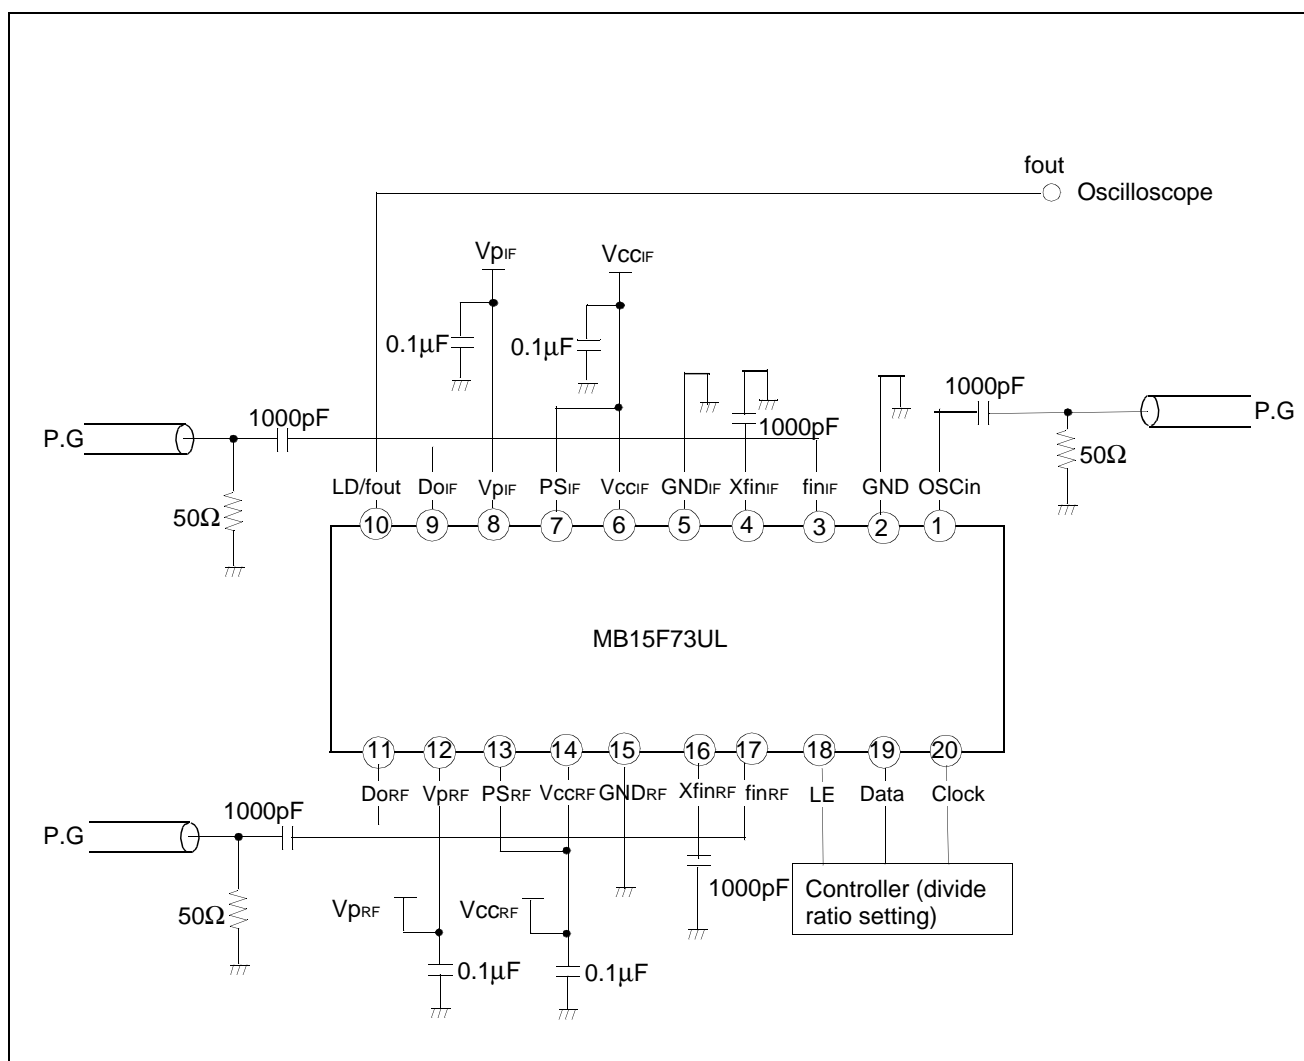 fout
Oscilloscope
VpIF
VccIF
0.1µF
0.1µF
1000pF
P.G
1000pF
P.G
1000pF
50Ω
50Ω
LD/fout DoIF VpIF PSIF VccIF GNDIF XfinIF finIF GND OSCin
10 9 8 7 6 5 4 3 2 1
MB15F73UL
11 12 13 14 15 16 17 18 19 20
DoRF VpRF PSRF VccRF GNDRF XfinRF finRF LE Data Clock
1000pF
P.G
50Ω
VpRF
VccRF
1000pF
Controller (divide
ratio setting)
0.1µF
0.1µF